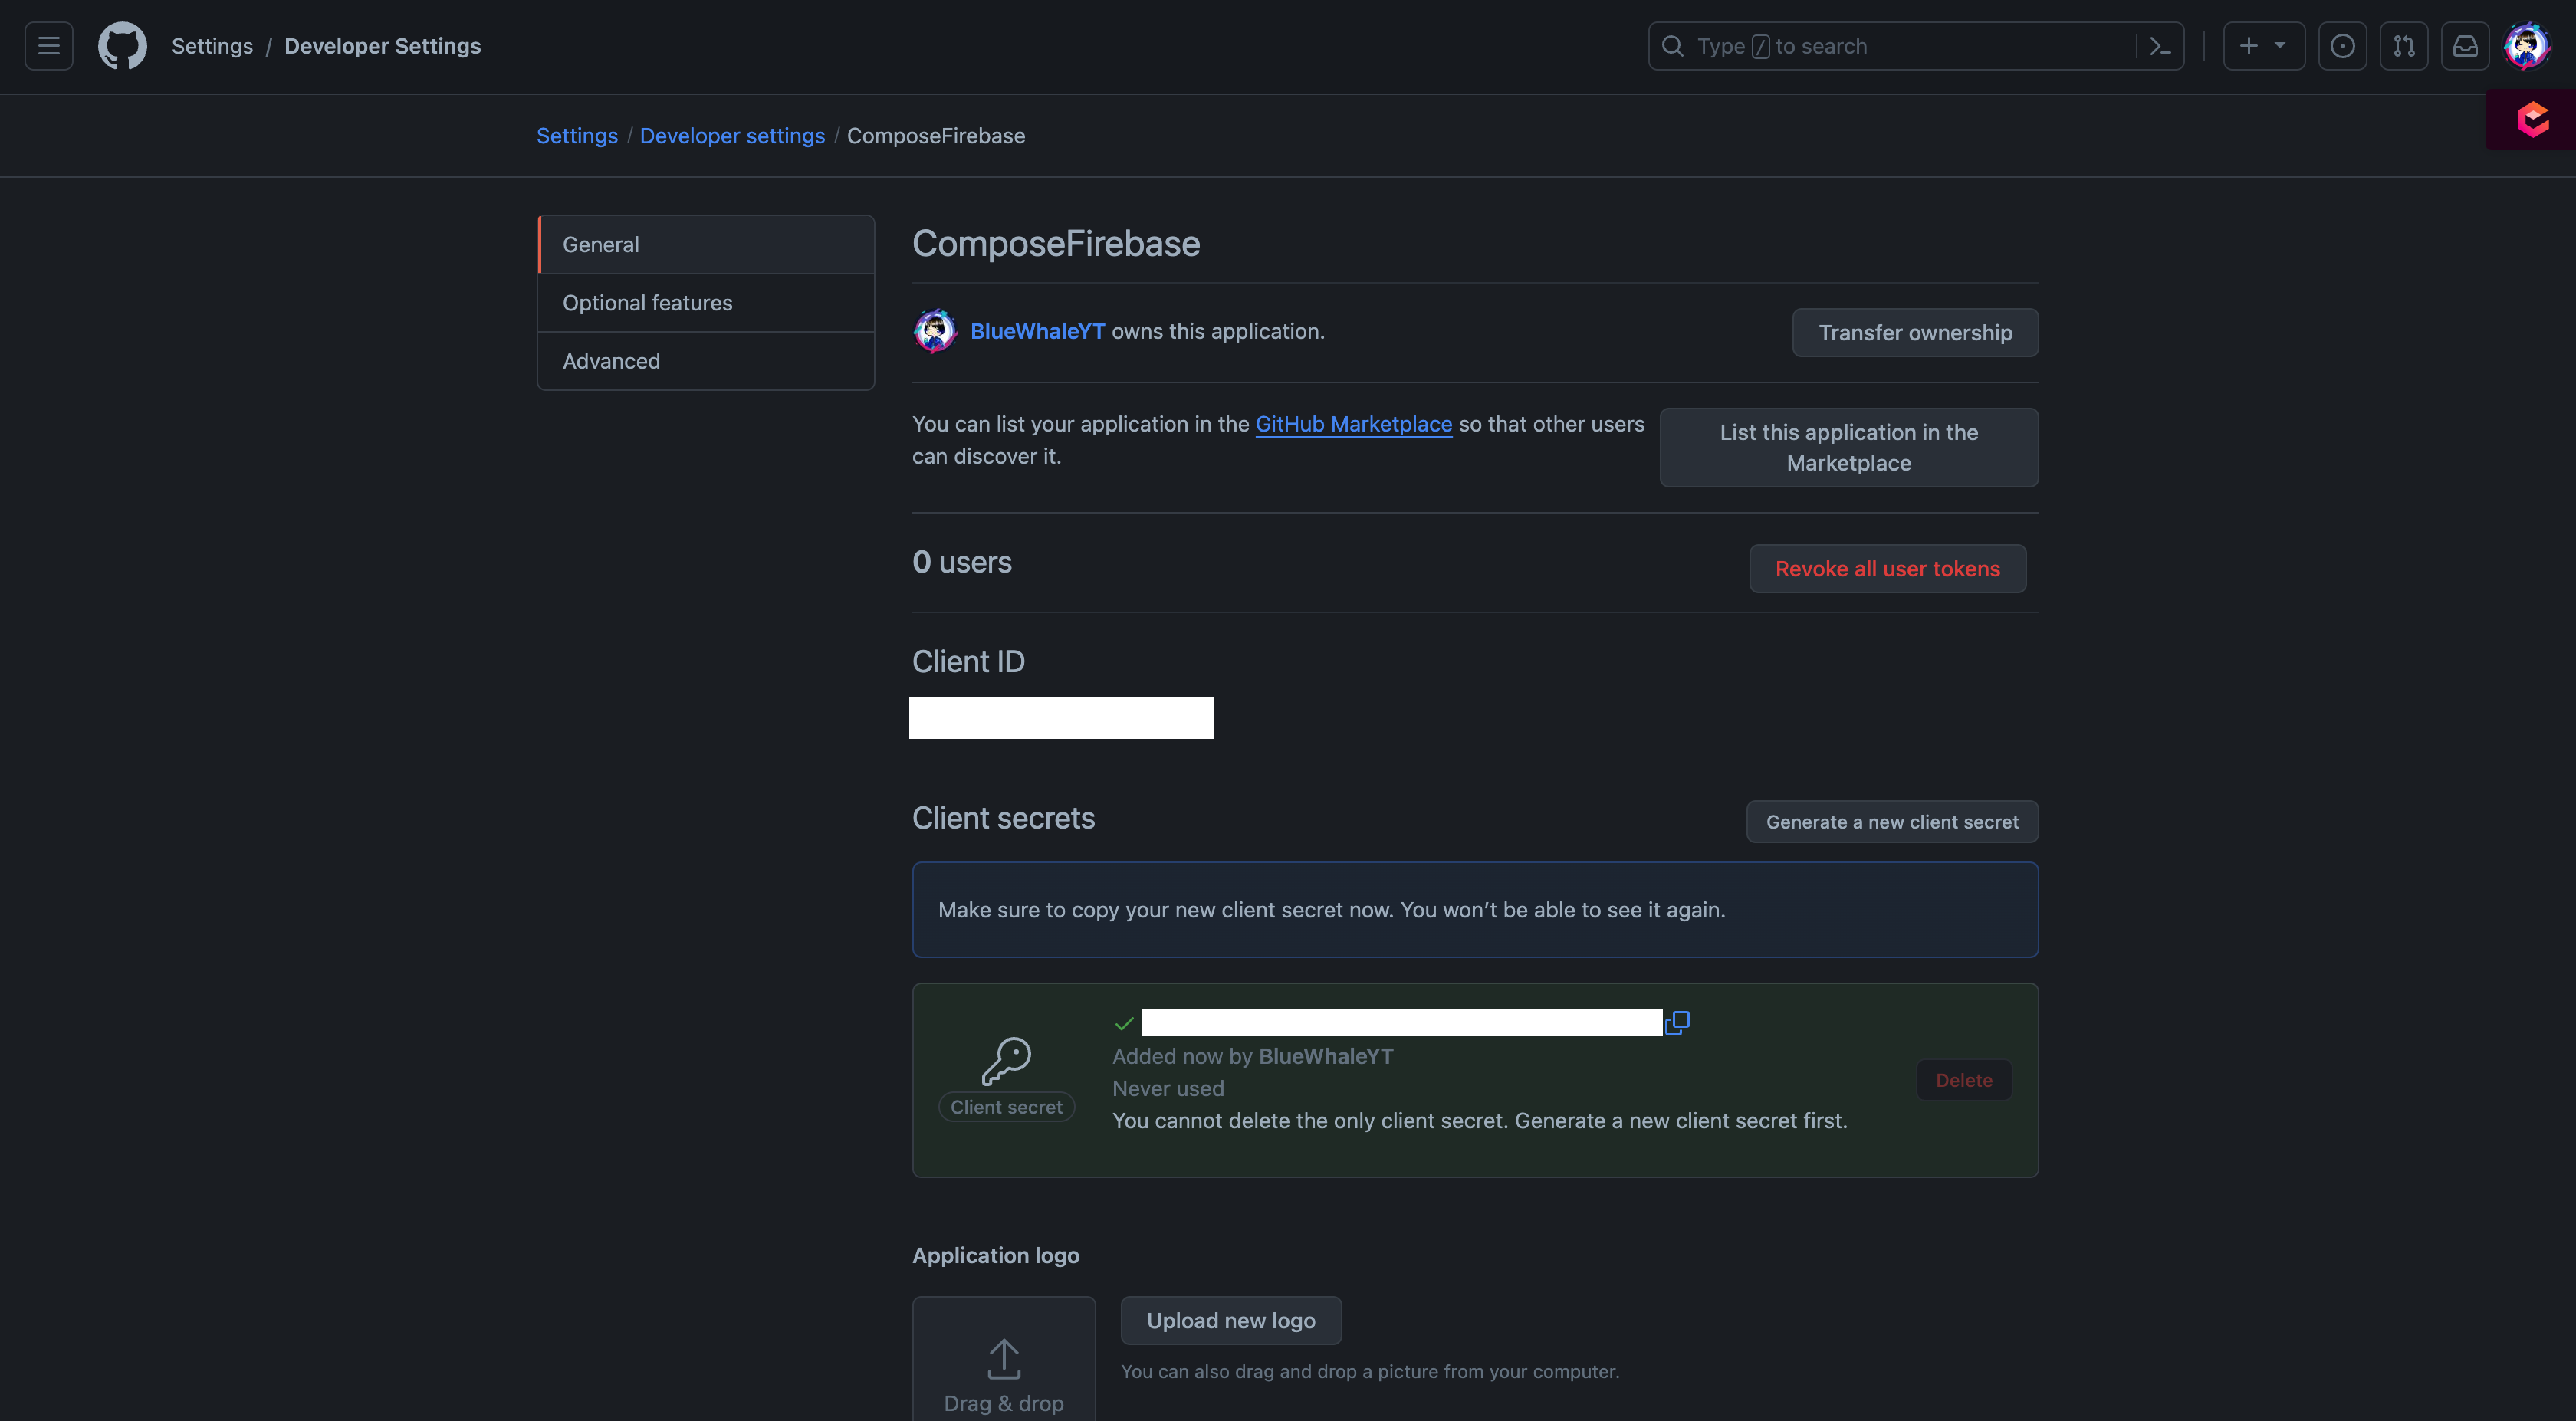 Settings / Developer Settings
Type / to search
Settings / Developer settings / ComposeFirebase
General
Optional features
Advanced
ComposeFirebase
BlueWhaleYT owns this application.
Transfer ownership
You can list your application in the GitHub Marketplace so that other users
can discover it.
List this application in the
Marketplace
0 users
Revoke all user tokens
Client ID
Client secrets
Generate a new client secret
Make sure to copy your new client secret now. You won’t be able to see it again.
Client secret
Added now by BlueWhaleYT
Never used
You cannot delete the only client secret. Generate a new client secret first.
Delete
Application logo
Drag & drop
Upload new logo
You can also drag and drop a picture from your computer.